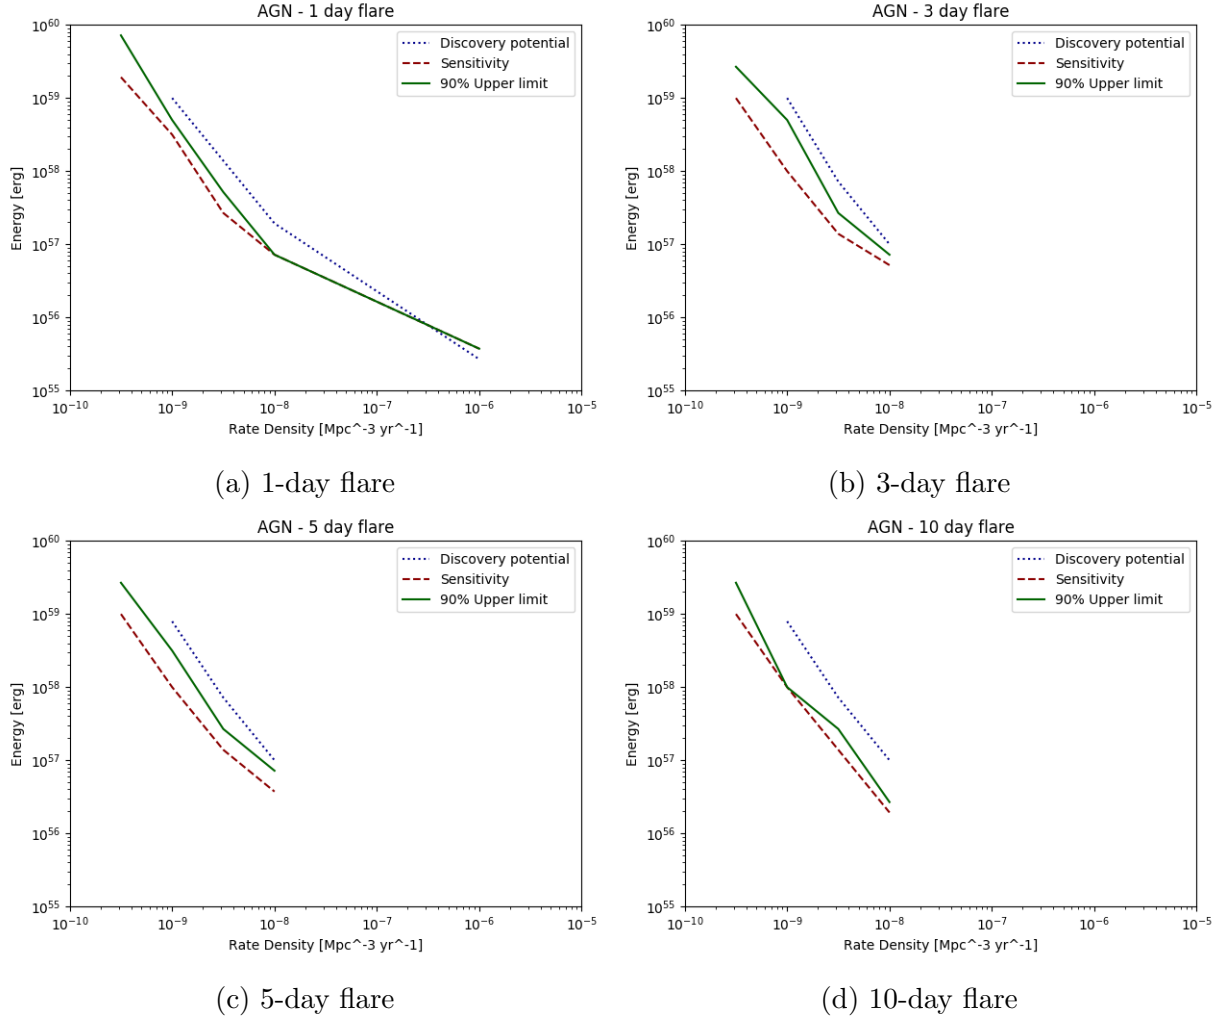 AGN - 1 day flare
Discovery potential
Sensitivity
90% Upper limit
Energy [erg]
10^60
10^59
10^58
10^57
10^56
10^55
10^-10 10^-9 10^-8 10^-7 10^-6 10^-5
Rate Density [Mpc^-3 yr^-1]
(a) 1-day flare
AGN - 3 day flare
Discovery potential
Sensitivity
90% Upper limit
Energy [erg]
10^60
10^59
10^58
10^57
10^56
10^55
10^-10 10^-9 10^-8 10^-7 10^-6 10^-5
Rate Density [Mpc^-3 yr^-1]
(b) 3-day flare
AGN - 5 day flare
Discovery potential
Sensitivity
90% Upper limit
Energy [erg]
10^60
10^59
10^58
10^57
10^56
10^55
10^-10 10^-9 10^-8 10^-7 10^-6 10^-5
Rate Density [Mpc^-3 yr^-1]
(c) 5-day flare
AGN - 10 day flare
Discovery potential
Sensitivity
90% Upper limit
Energy [erg]
10^60
10^59
10^58
10^57
10^56
10^55
10^-10 10^-9 10^-8 10^-7 10^-6 10^-5
Rate Density [Mpc^-3 yr^-1]
(d) 10-day flare